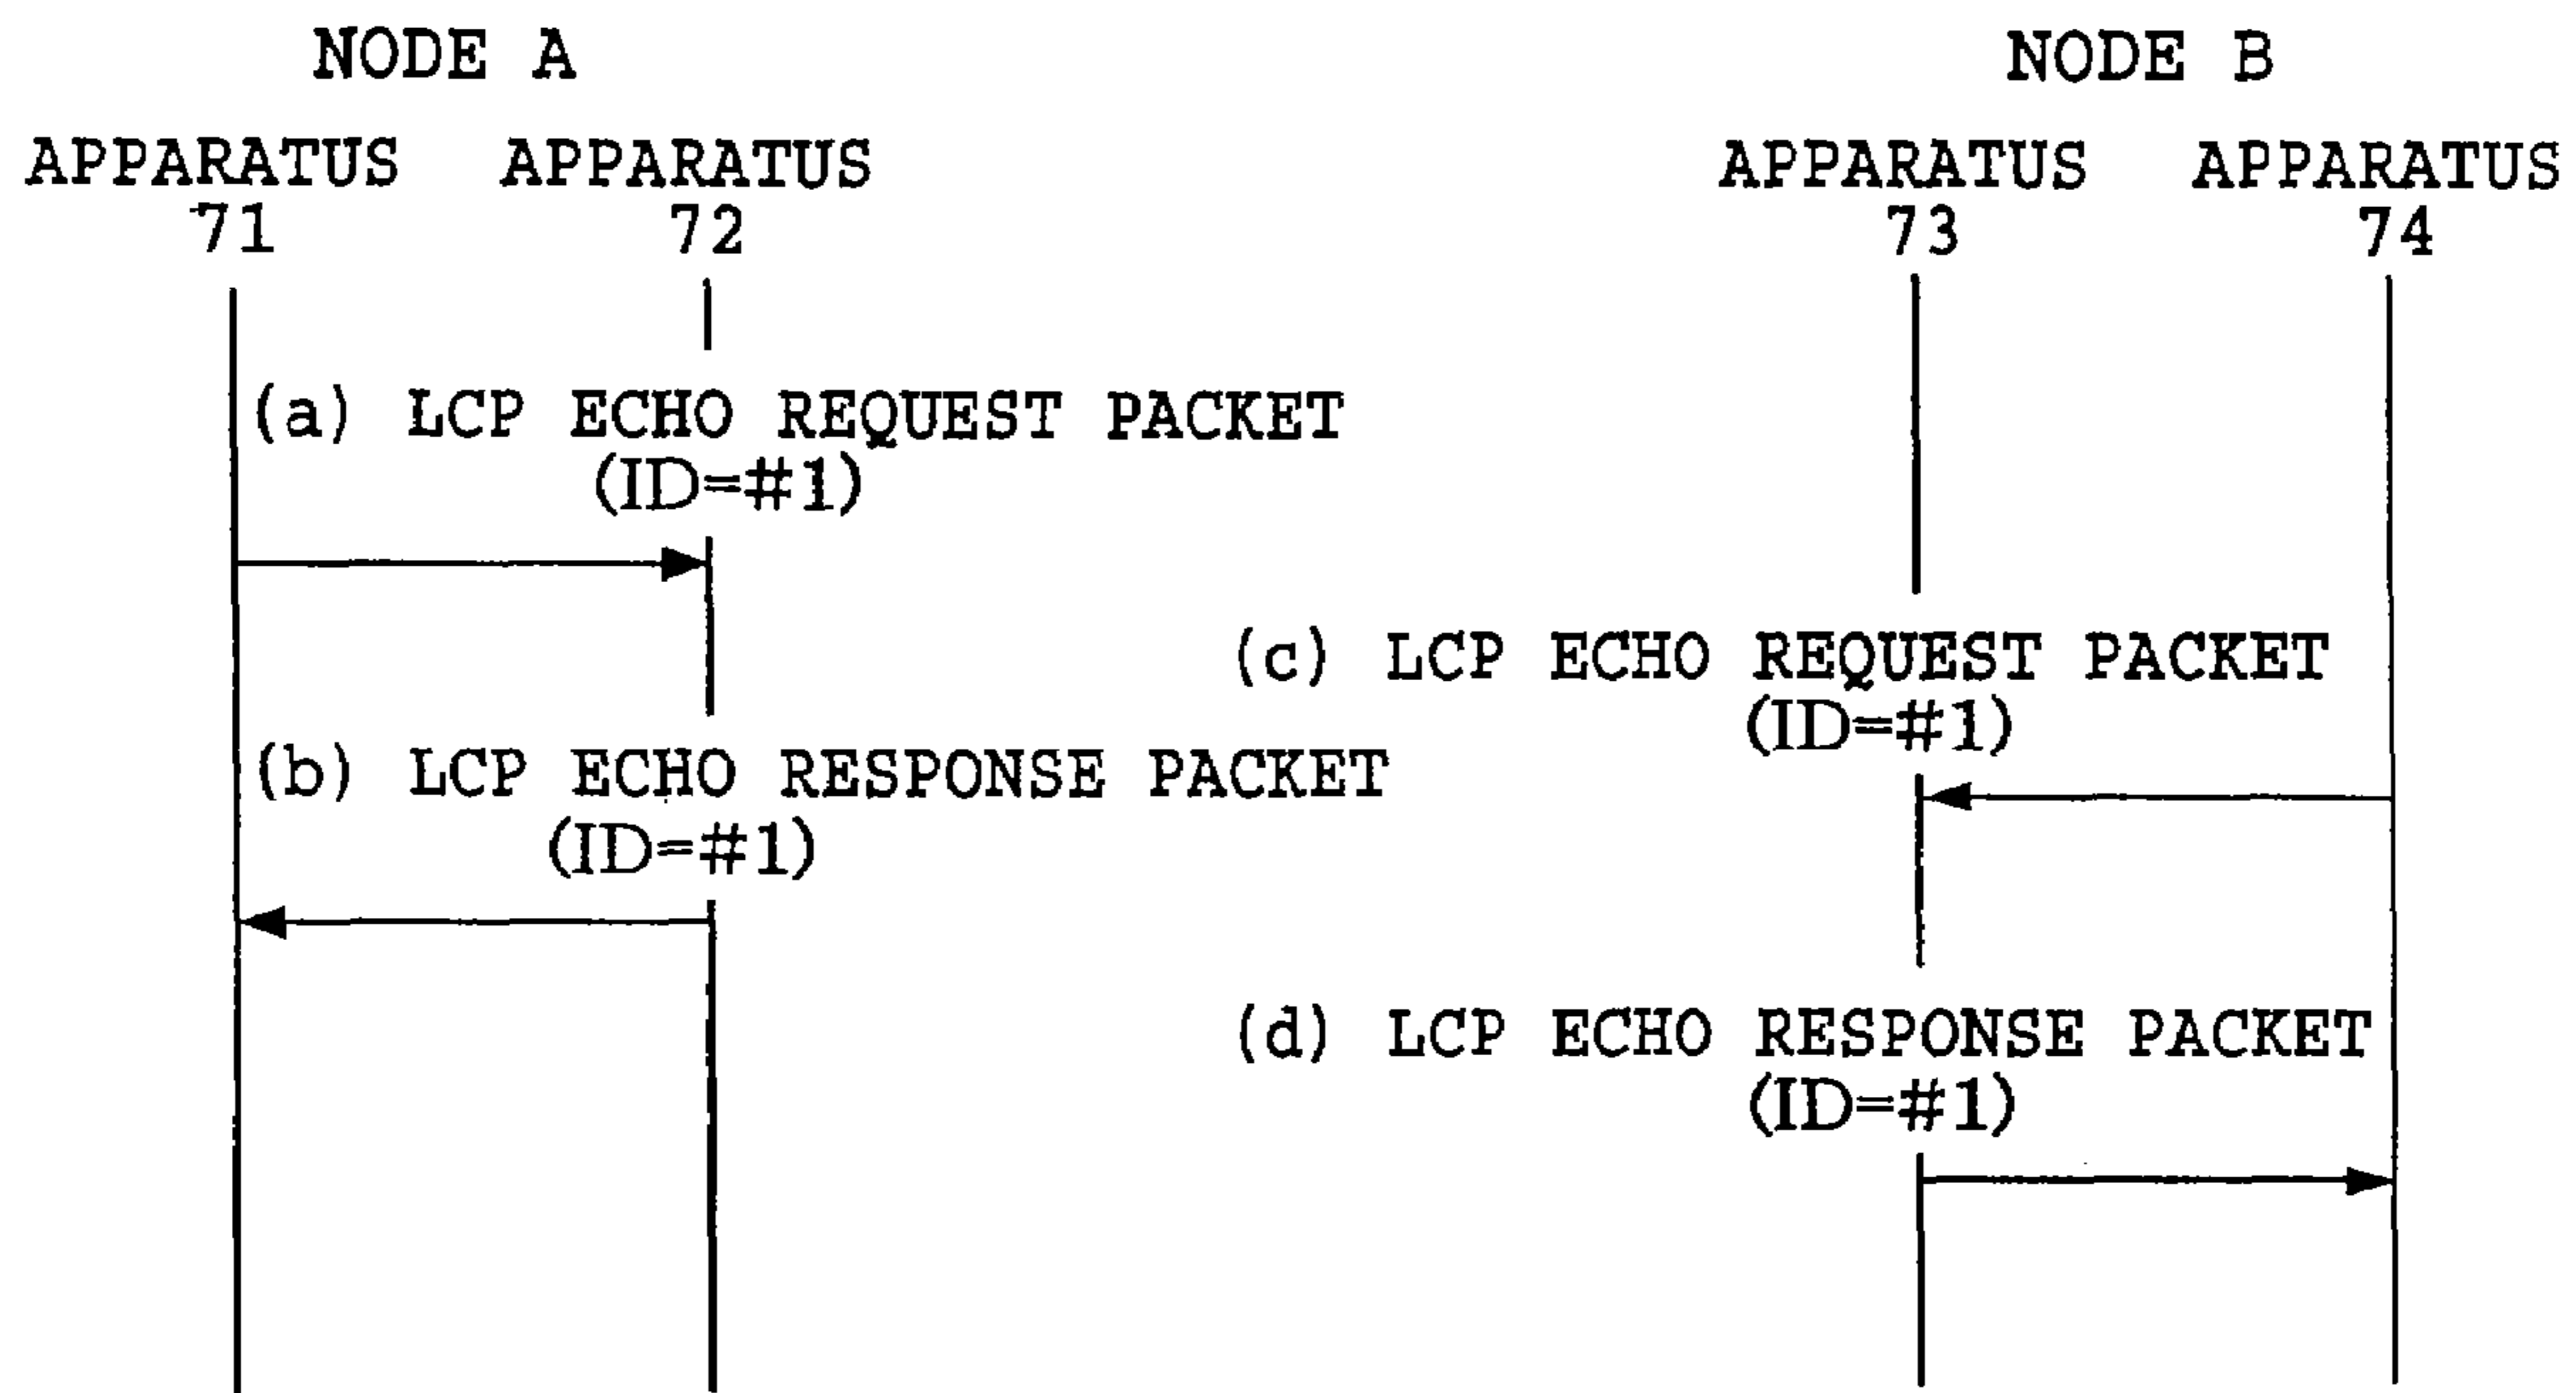 NODE A NODE B
APPARATUS APPARATUS APPARATUS APPARATUS
71 72 73 74
(a) LCP ECHO REQUEST PACKET
(ID=#1)
(c) LCP ECHO REQUEST PACKET
(ID=#1)
(b) LCP ECHO RESPONSE PACKET
(ID=#1)
(d) LCP ECHO RESPONSE PACKET
(ID=#1)